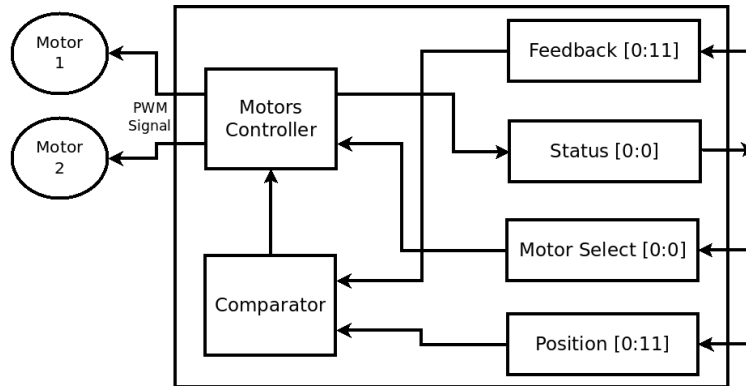 Motor
1
PWM
Signal
Motor
2
Motors
Controller
Comparator
Feedback [0:11]
Status [0:0]
Motor Select [0:0]
Position [0:11]